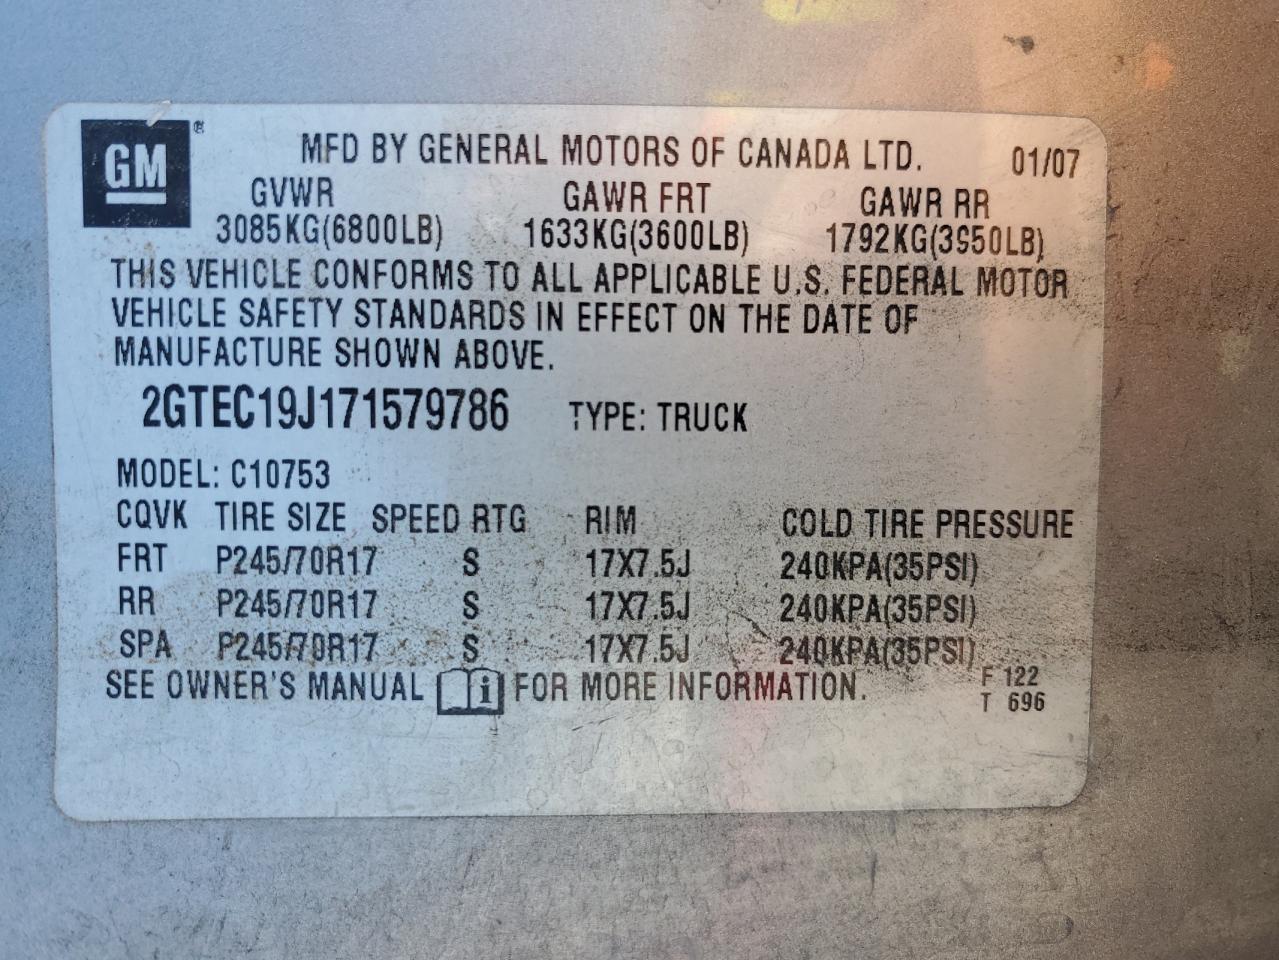 GM ® MFD BY GENERAL MOTORS OF CANADA LTD. 01/07
GVWR GAWR FRT GAWR RR
3085KG(6800LB) 1633KG(3600LB) 1792KG(3950LB)
THIS VEHICLE CONFORMS TO ALL APPLICABLE U.S. FEDERAL MOTOR
VEHICLE SAFETY STANDARDS IN EFFECT ON THE DATE OF
MANUFACTURE SHOWN ABOVE.
2GTEC19J171579786 TYPE: TRUCK
MODEL: C10753
CQVK TIRE SIZE SPEED RTG RIM COLD TIRE PRESSURE
FRT P245/70R17 S 17X7.5J 240KPA(35PSI)
RR P245/70R17 S 17X7.5J 240KPA(35PSI)
SPA P245/70R17 S 17X7.5J 240KPA(35PSI)
SEE OWNER'S MANUAL i FOR MORE INFORMATION.
F 122
T 696